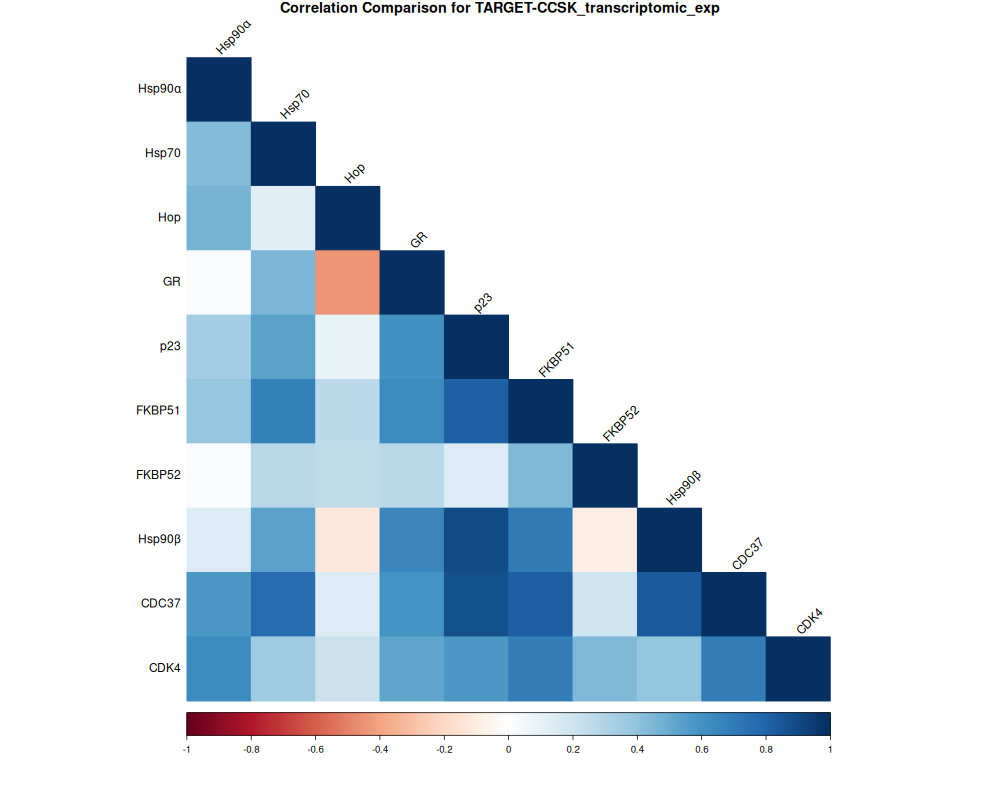 Correlation Comparison for TARGET-CCSK_transcriptomic_exp
Hsp90α
Hsp90α
Hsp70
Hsp70
Hop
Hop
GR
GR
p23
p23
FKBP51
FKBP51
FKBP52
FKBP52
Hsp90β
Hsp90β
CDC37
CDC37
CDK4
CDK4
-1 -0.8 -0.6 -0.4 -0.2 0 0.2 0.4 0.6 0.8 1